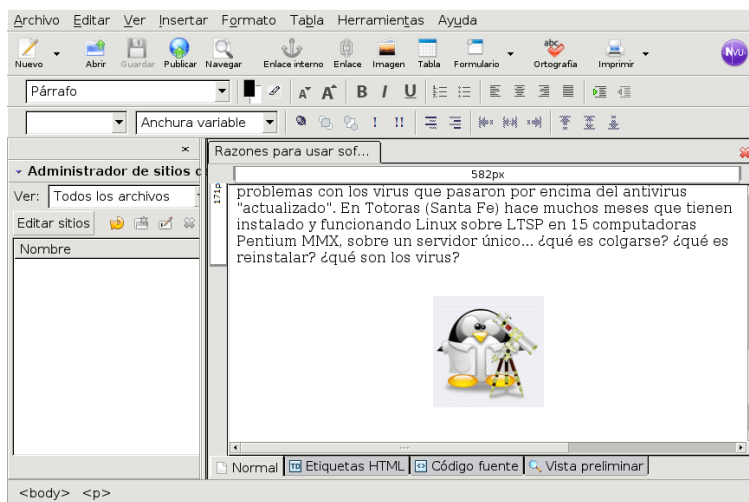 Archivo Editar Ver Insertar Formato Tabla Herramientas Ayuda
Nuevo Abrir Guardar Publicar Navegar Enlace interno Enlace Imagen Tabla Formulario Ortografía Imprimir
NVU
Párrafo
B I U
Anchura variable
Administrador de sitios
Ver: Todos los archivos
Editar sitios
Nombre
Razones para usar sof...
582px
171p
problemas con los virus que pasaron por encima del antivirus
"actualizado". En Totoras (Santa Fe) hace muchos meses que tienen
instalado y funcionando Linux sobre LTSP en 15 computadoras
Pentium MMX, sobre un servidor único... ¿qué es colgarse? ¿qué es
reinstalar? ¿qué son los virus?
Normal Etiquetas HTML Código fuente Vista preliminar
<body> <p>